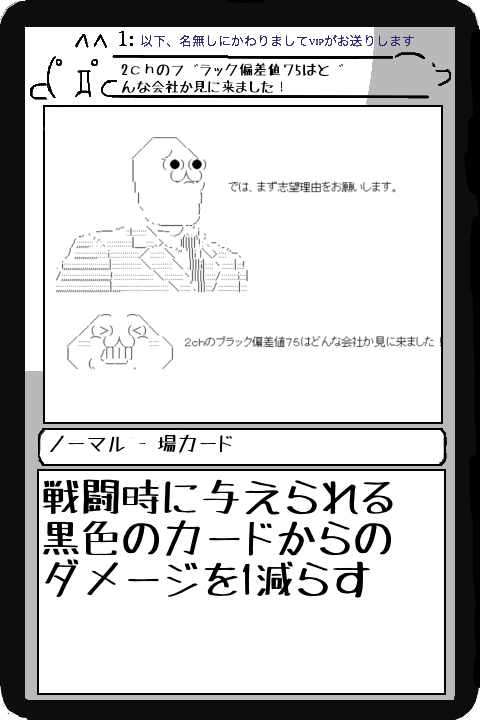 1: 以下、名無しにかわりましてVIPがお送りします
2chのブラック偏差値75はど
んな会社か見に来ました!
では、まず志望理由をお願いします。
2chのブラック偏差値75はどんな会社か見に来ました!
ノーマル - 場カード
戦闘時に与えられる
黒色のカードからの
ダメージを1減らす